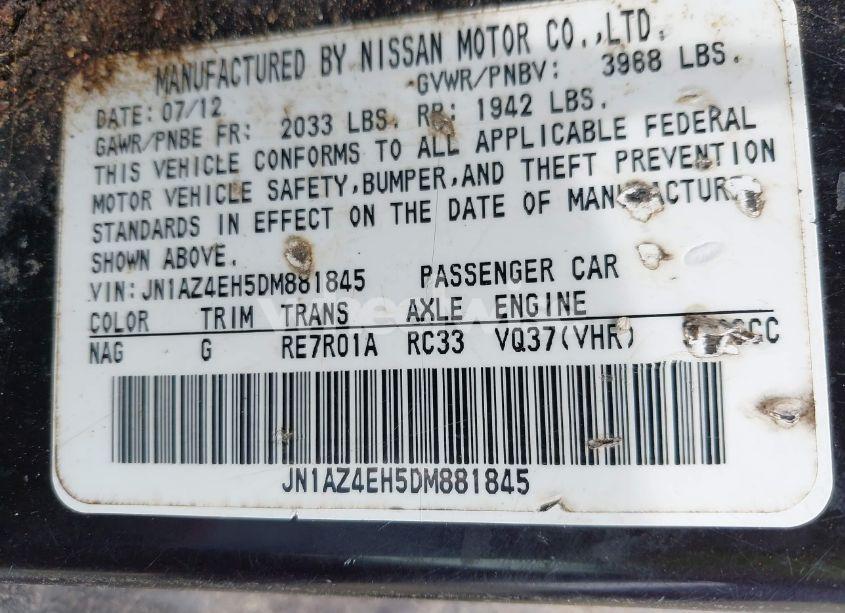 MANUFACTURED BY NISSAN MOTOR CO.,LTD.
DATE: 07/12 GVWR/PNBV: 3968 LBS.
GAWR/PNBE FR: 2033 LBS. RR: 1942 LBS.
THIS VEHICLE CONFORMS TO ALL APPLICABLE FEDERAL
MOTOR VEHICLE SAFETY,BUMPER,AND THEFT PREVENTION
STANDARDS IN EFFECT ON THE DATE OF MANUFACTURE
SHOWN ABOVE.
VIN:JN1AZ4EH5DM881845 PASSENGER CAR
COLOR TRIM TRANS AXLE ENGINE
NAG G RE7R01A RC33 VQ37(VHR)
JN1AZ4EH5DM881845